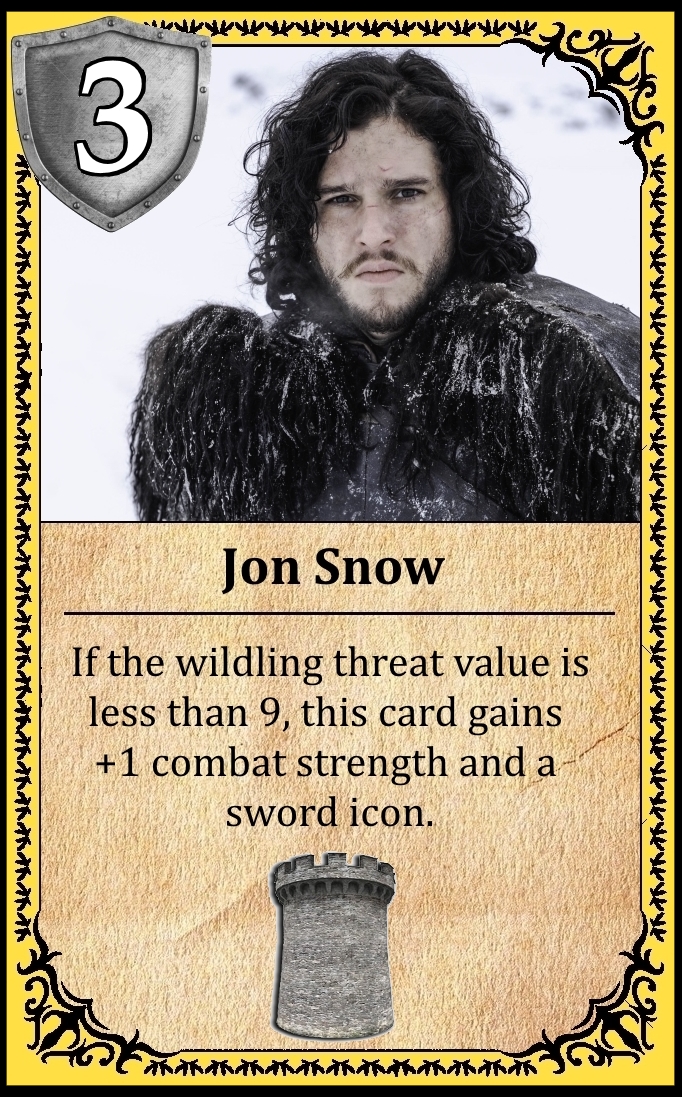 3
Jon Snow
If the wildling threat value is
less than 9, this card gains
+1 combat strength and a
sword icon.